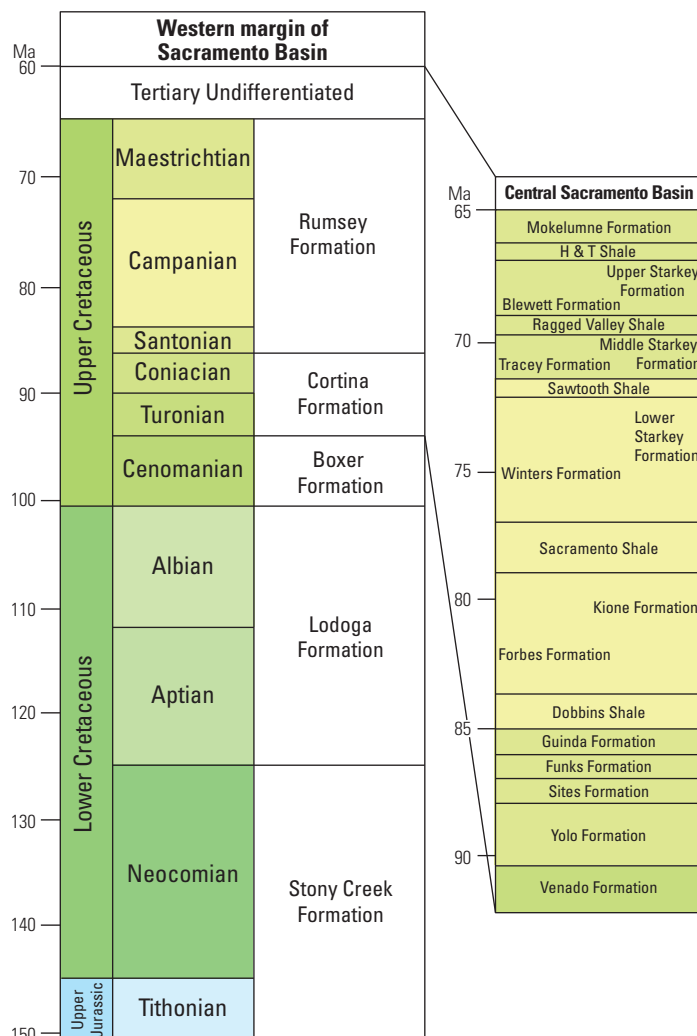 Western margin of
Sacramento Basin
Ma
60
70
80
90
100
110
120
130
140
150
Tertiary Undifferentiated
Upper Cretaceous
Lower Cretaceous
Upper
Jurassic
Maestrichtian
Campanian
Santonian
Coniacian
Turonian
Cenomanian
Albian
Aptian
Neocomian
Tithonian
Rumsey
Formation
Cortina
Formation
Boxer
Formation
Lodoga
Formation
Stony Creek
Formation
Ma
65
70
75
80
85
90
Central Sacramento Basin
Mokelumne Formation
H & T Shale
Upper Starkey
Formation
Blewett Formation
Ragged Valley Shale
Middle Starkey
Formation
Tracey Formation
Sawtooth Shale
Lower
Starkey
Formation
Winters Formation
Sacramento Shale
Kione Formation
Forbes Formation
Dobbins Shale
Guinda Formation
Funks Formation
Sites Formation
Yolo Formation
Venado Formation